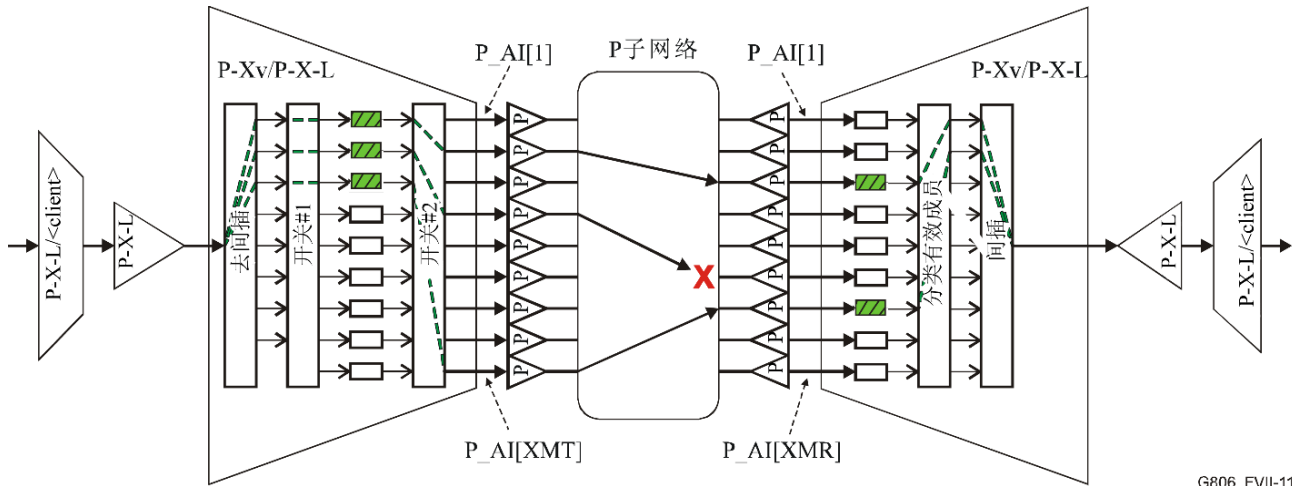 P子网络
P_AI[1]
P_AI[1]
P-Xv/P-X-L
P-Xv/P-X-L
P-X-L/<client>
P-X-L
去间插
开关#1
开关#2
P
P
P
P
P
P
P
P
P
X
P
P
P
P
P
P
P
P
P
分类有效成员
间插
P-X-L
P-X-L/<client>
P_AI[XMT]
P_AI[XMR]
G806_FVII-11